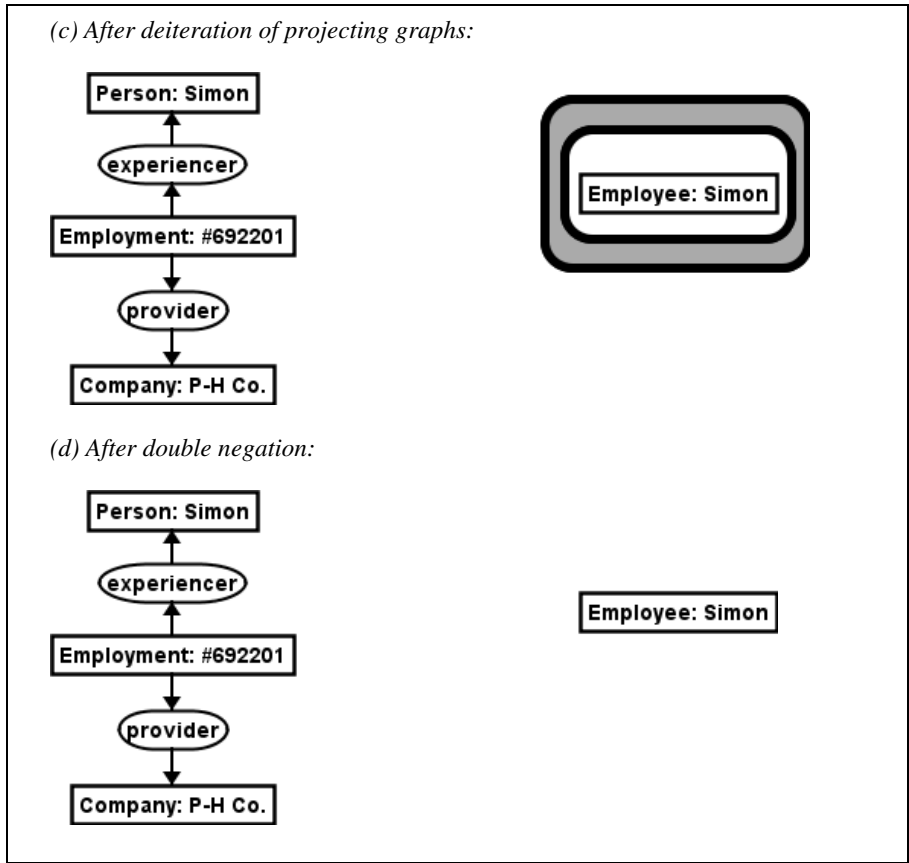 (c) After deiteration of projecting graphs:
Person: Simon
experiencer
Employment: #692201
provider
Company: P-H Co.
Employee: Simon
(d) After double negation:
Person: Simon
experiencer
Employment: #692201
provider
Company: P-H Co.
Employee: Simon